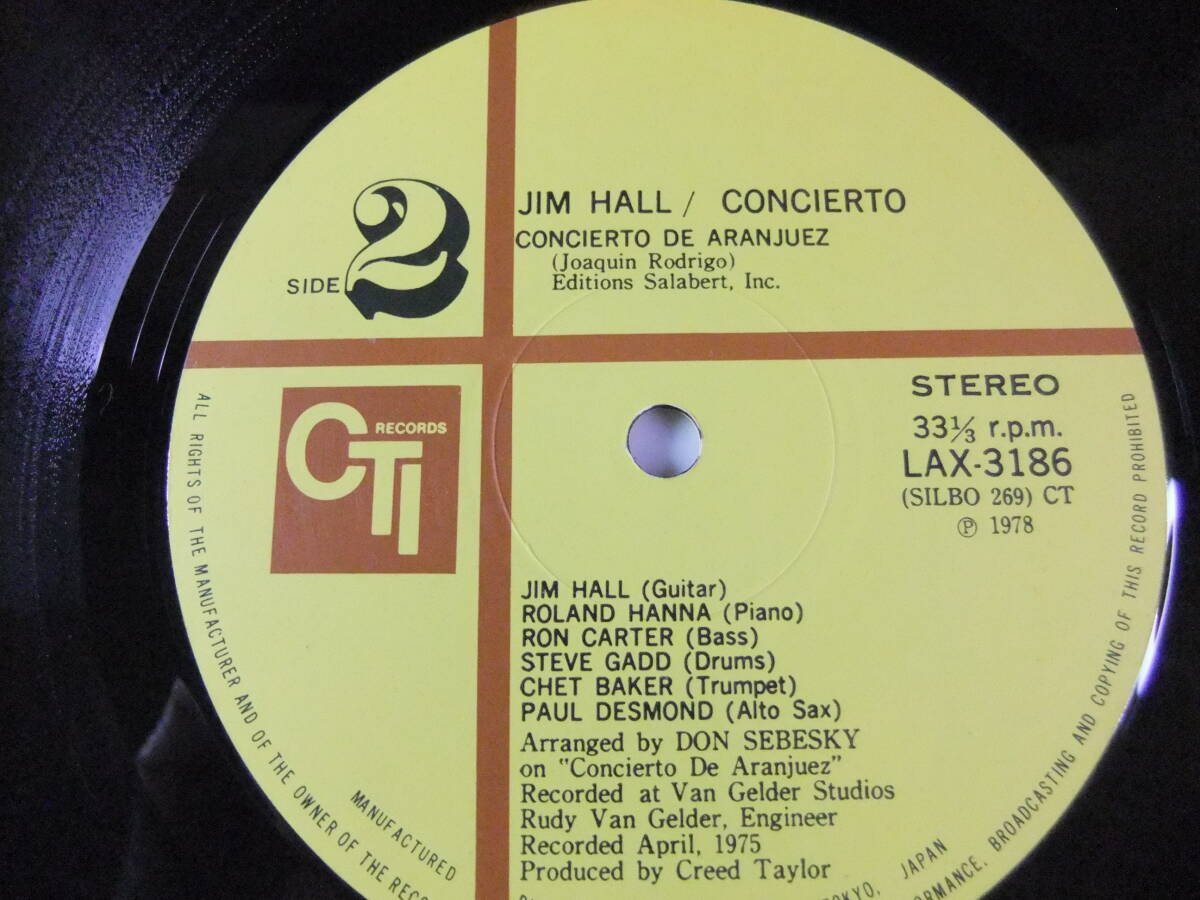 JIM HALL / CONCIERTO
CONCIERTO DE ARANJUEZ
(Joaquin Rodrigo)
Editions Salabert, Inc.
SIDE 2
CTI RECORDS
STEREO
33⅓ r.p.m.
LAX-3186
(SILBO 269) CT
℗ 1978
JIM HALL (Guitar)
ROLAND HANNA (Piano)
RON CARTER (Bass)
STEVE GADD (Drums)
CHET BAKER (Trumpet)
PAUL DESMOND (Alto Sax)
Arranged by DON SEBESKY
on "Concierto De Aranjuez"
Recorded at Van Gelder Studios
Rudy Van Gelder, Engineer
Recorded April, 1975
Produced by Creed Taylor
ALL RIGHTS OF THE MANUFACTURER AND OF THE OWNER OF THE
BROADCASTING AND COPYING OF THIS RECORD PROHIBITED
MANUFACTURED
JAPAN